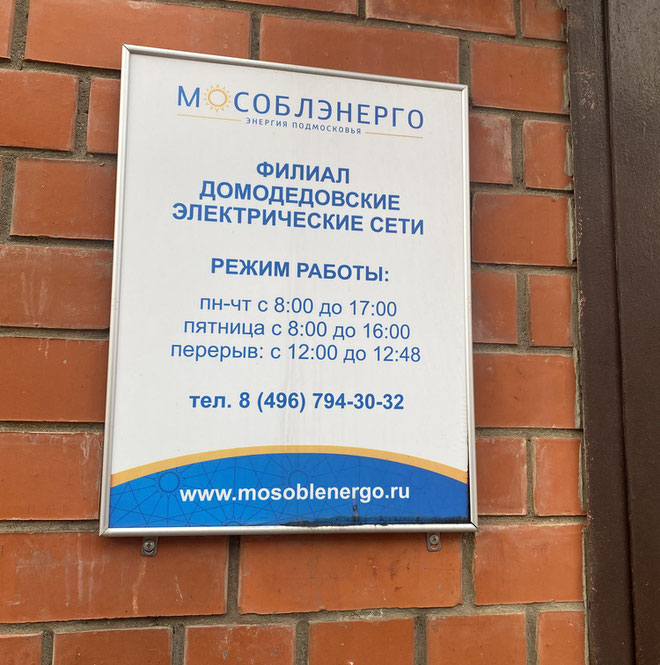 МОСОБЛЭНЕРГО
ЭНЕРГИЯ ПОДМОСКОВЬЯ
ФИЛИАЛ
ДОМОДЕДОВСКИЕ
ЭЛЕКТРИЧЕСКИЕ СЕТИ
РЕЖИМ РАБОТЫ:
пн-чт с 8:00 до 17:00
пятница с 8:00 до 16:00
перерыв: с 12:00 до 12:48
тел. 8 (496) 794-30-32
www.mosoblenergo.ru